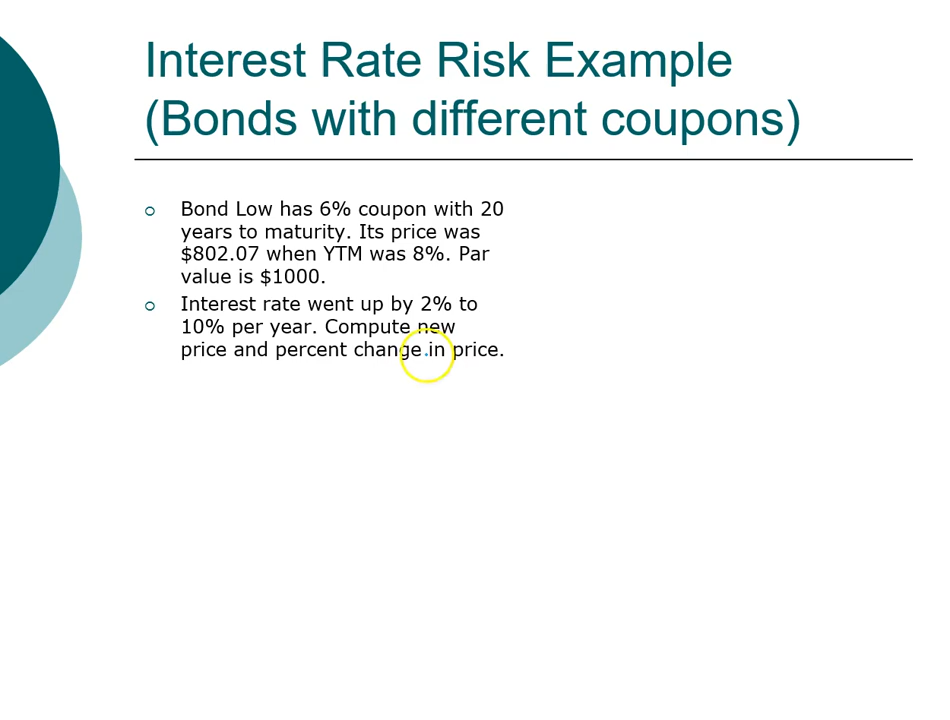 Interest Rate Risk Example
(Bonds with different coupons)
Bond Low has 6% coupon with 20
years to maturity. Its price was
$802.07 when YTM was 8%. Par
value is $1000.
Interest rate went up by 2% to
10% per year. Compute new
price and percent change in price.